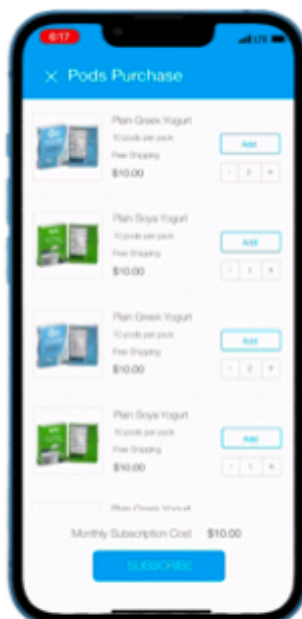 6:17
LTE
× Pods Purchase
Plain Greek Yogurt
10 pods per pack
Free Shipping
$10.00
Add
- 2 +
Plain Soya Yogurt
10 pods per pack
Free Shipping
$10.00
Add
- 1 +
Plain Greek Yogurt
10 pods per pack
Free Shipping
$10.00
Add
- 2 +
Plain Soya Yogurt
10 pods per pack
Free Shipping
$10.00
Add
- 1 +
Plain Greek Yogurt
Monthly Subscription Cost $10.00
SUBSCRIBE